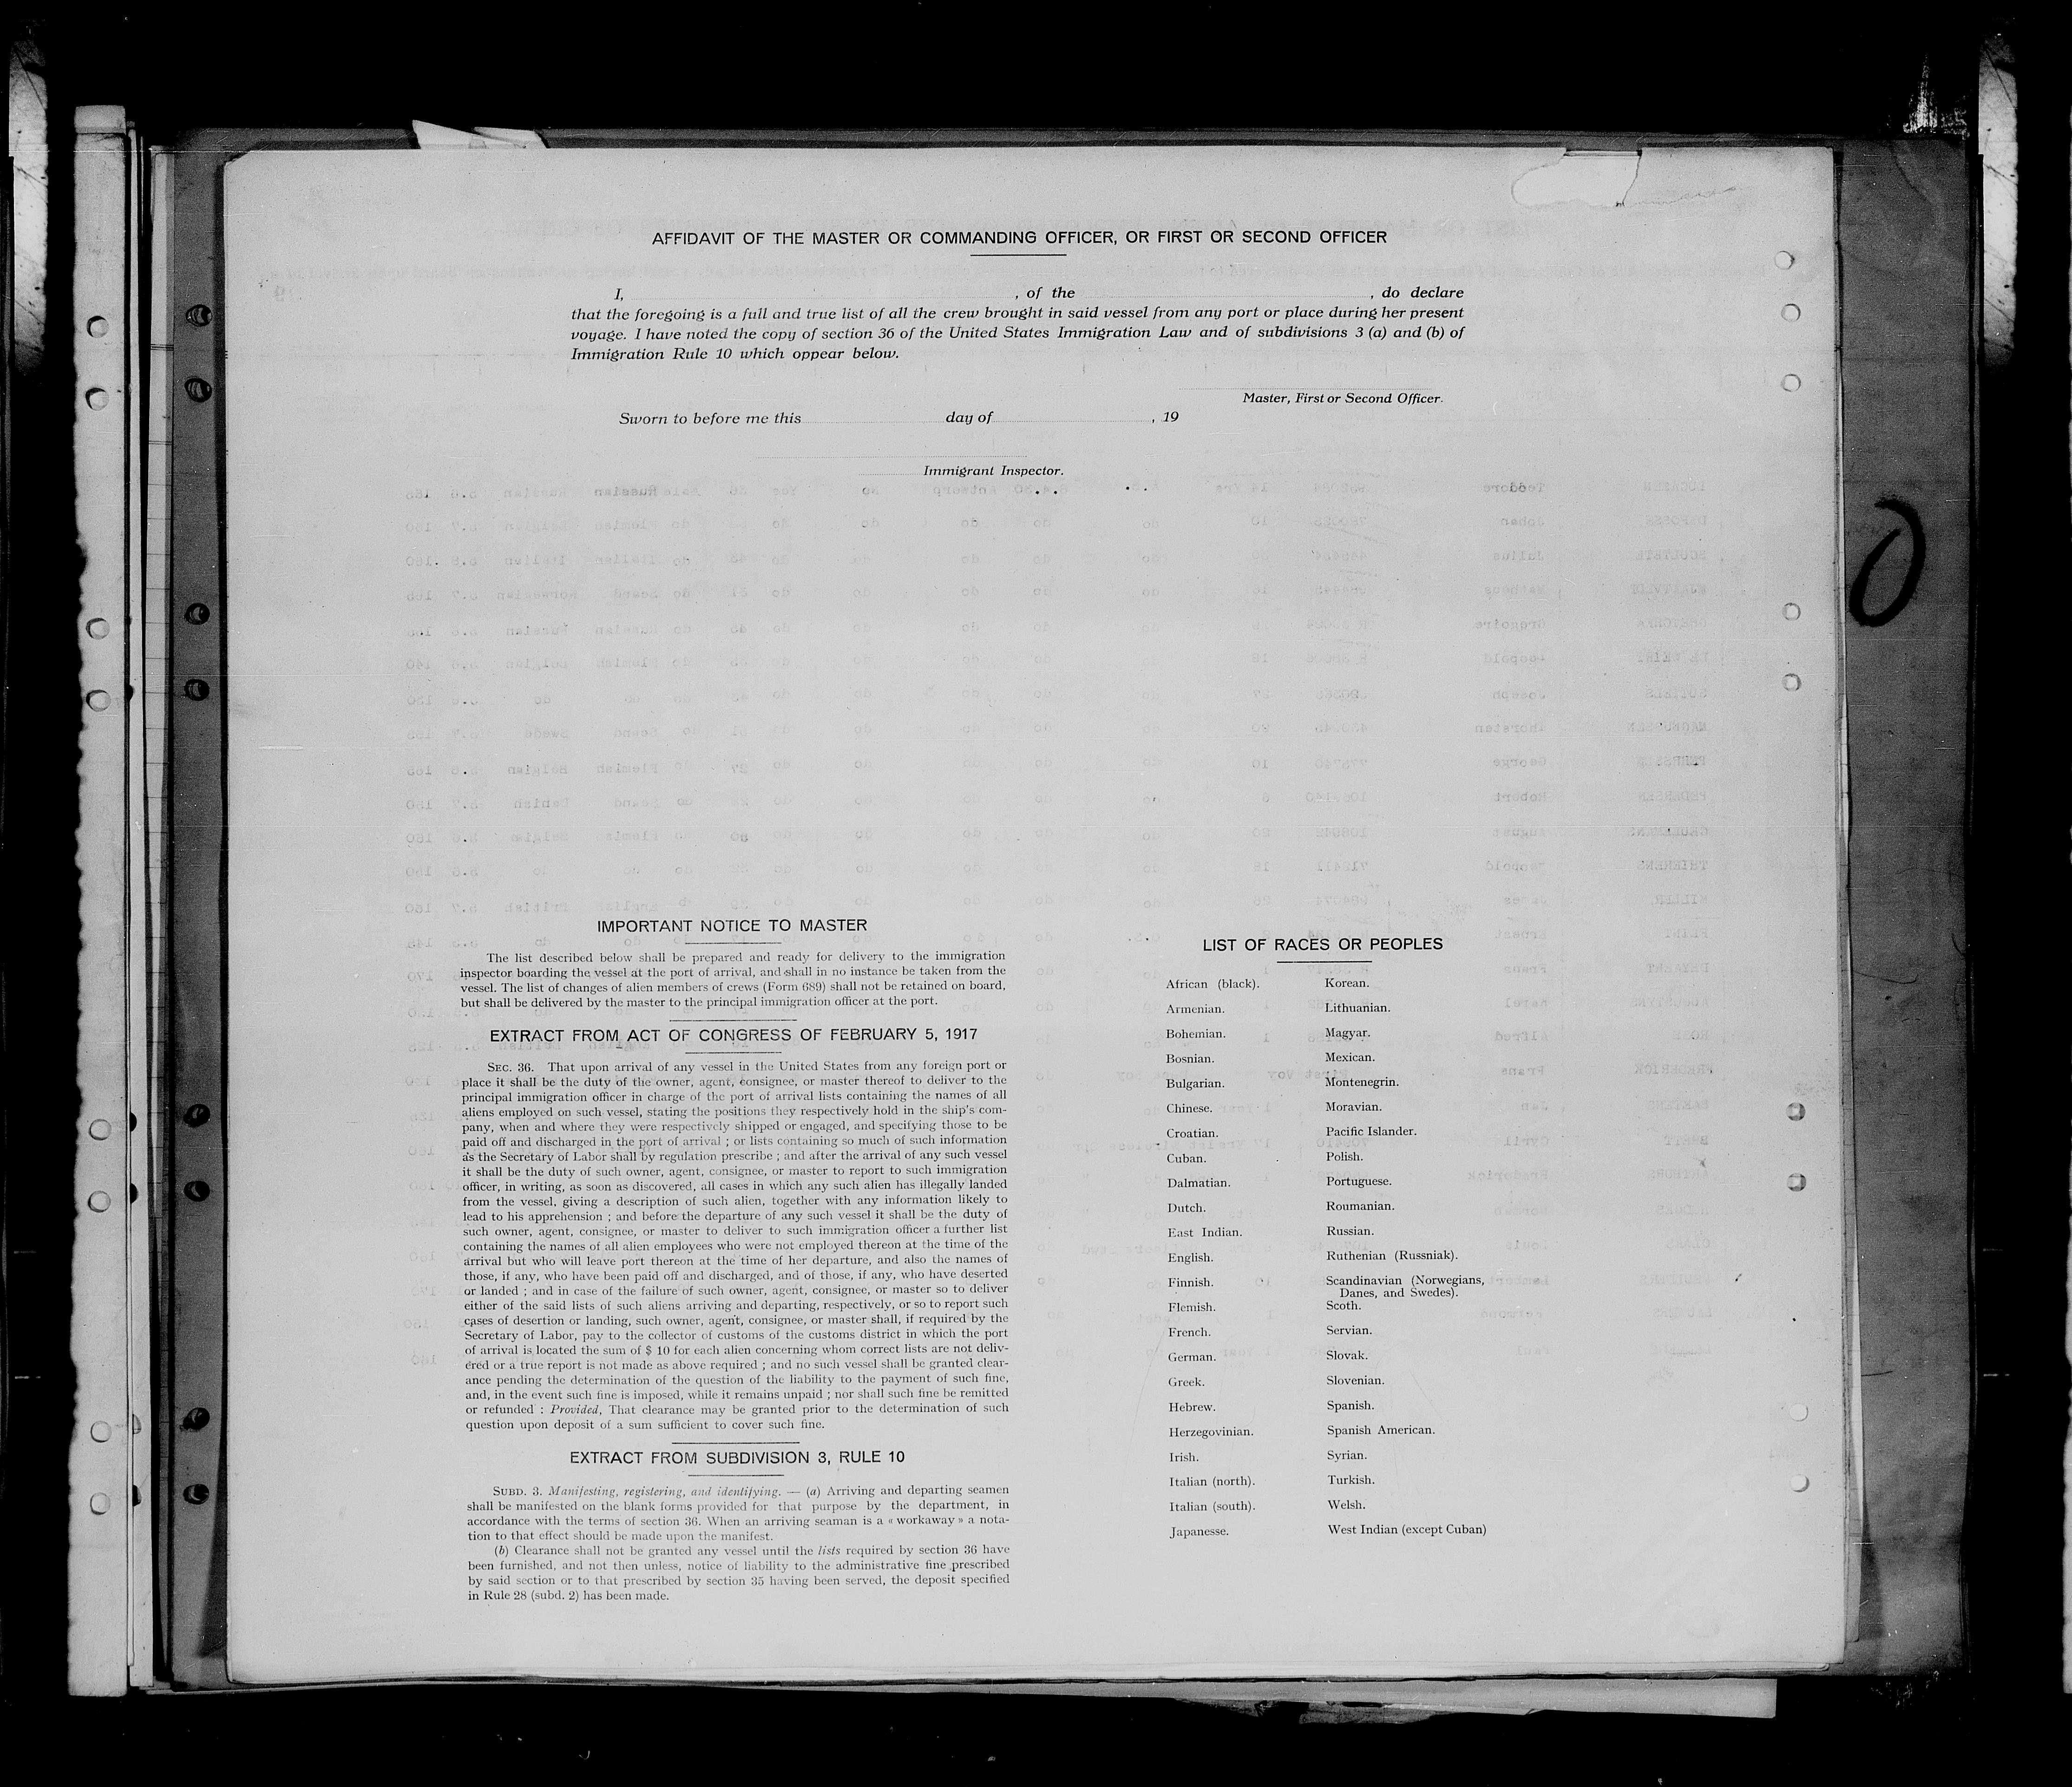 AFFIDAVIT OF THE MASTER OR COMMANDING OFFICER, OR FIRST OR SECOND OFFICER
I, , of the , do declare
that the foregoing is a full and true list of all the crew brought in said vessel from any port or place during her present
voyage. I have noted the copy of section 36 of the United States Immigration Law and of subdivisions 3 (a) and (b) of
Immigration Rule 10 which oppear below.
Master, First or Second Officer.
Sworn to before me this day of , 19
Immigrant Inspector.
IMPORTANT NOTICE TO MASTER
The list described below shall be prepared and ready for delivery to the immigration
inspector boarding the vessel at the port of arrival, and shall in no instance be taken from the
vessel. The list of changes of alien members of crews (Form 689) shall not be retained on board,
but shall be delivered by the master to the principal immigration officer at the port.
EXTRACT FROM ACT OF CONGRESS OF FEBRUARY 5, 1917
SEC. 36. That upon arrival of any vessel in the United States from any foreign port or
place it shall be the duty of the owner, agent, consignee, or master thereof to deliver to the
principal immigration officer in charge of the port of arrival lists containing the names of all
aliens employed on such vessel, stating the positions they respectively hold in the ship's com-
pany, when and where they were respectively shipped or engaged, and specifying those to be
paid off and discharged in the port of arrival ; or lists containing so much of such information
as the Secretary of Labor shall by regulation prescribe ; and after the arrival of any such vessel
it shall be the duty of such owner, agent, consignee, or master to report to such immigration
officer, in writing, as soon as discovered, all cases in which any such alien has illegally landed
from the vessel, giving a description of such alien, together with any information likely to
lead to his apprehension ; and before the departure of any such vessel it shall be the duty of
such owner, agent, consignee, or master to deliver to such immigration officer a further list
containing the names of all alien employees who were not employed thereon at the time of the
arrival but who will leave port thereon at the time of her departure, and also the names of
those, if any, who have been paid off and discharged, and of those, if any, who have deserted
or landed ; and in case of the failure of such owner, agent, consignee, or master so to deliver
either of the said lists of such aliens arriving and departing, respectively, or so to report such
cases of desertion or landing, such owner, agent, consignee, or master shall, if required by the
Secretary of Labor, pay to the collector of customs of the customs district in which the port
of arrival is located the sum of $ 10 for each alien concerning whom correct lists are not deliv-
ered or a true report is not made as above required ; and no such vessel shall be granted clear-
ance pending the determination of the question of the liability to the payment of such fine,
and, in the event such fine is imposed, while it remains unpaid ; nor shall such fine be remitted
or refunded : Provided, That clearance may be granted prior to the determination of such
question upon deposit of a sum sufficient to cover such fine.
EXTRACT FROM SUBDIVISION 3, RULE 10
SUBD. 3. Manifesting, registering, and identifying. — (a) Arriving and departing seamen
shall be manifested on the blank forms provided for that purpose by the department, in
accordance with the terms of section 36. When an arriving seaman is a « workaway » a nota-
tion to that effect should be made upon the manifest.
(b) Clearance shall not be granted any vessel until the lists required by section 36 have
been furnished, and not then unless, notice of liability to the administrative fine prescribed
by said section or to that prescribed by section 35 having been served, the deposit specified
in Rule 28 (subd. 2) has been made.
LIST OF RACES OR PEOPLES
African (black).
Armenian.
Bohemian.
Bosnian.
Bulgarian.
Chinese.
Croatian.
Cuban.
Dalmatian.
Dutch.
East Indian.
English.
Finnish.
Flemish.
French.
German.
Greek.
Hebrew.
Herzegovinian.
Irish.
Italian (north).
Italian (south).
Japanesse.
Korean.
Lithuanian.
Magyar.
Mexican.
Montenegrin.
Moravian.
Pacific Islander.
Polish.
Portuguese.
Roumanian.
Russian.
Ruthenian (Russniak).
Scandinavian (Norwegians,
Danes, and Swedes).
Scoth.
Servian.
Slovak.
Slovenian.
Spanish.
Spanish American.
Syrian.
Turkish.
Welsh.
West Indian (except Cuban)